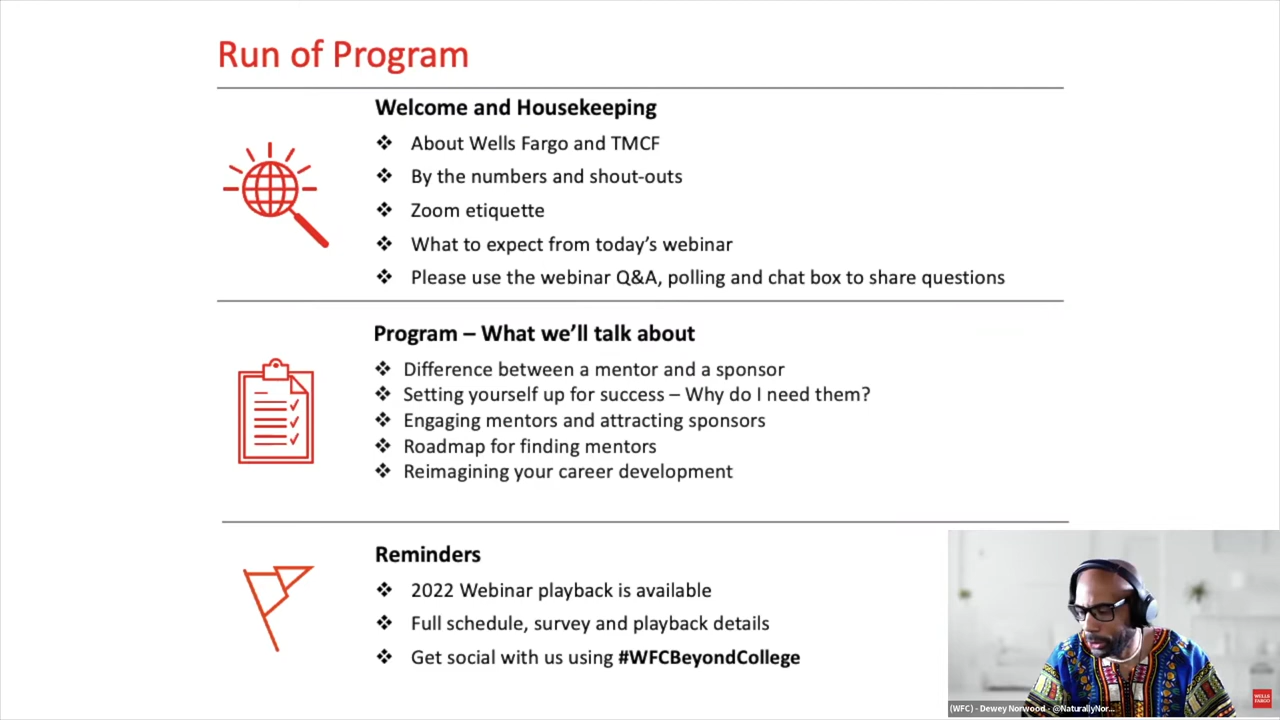 Run of Program
Welcome and Housekeeping
❖ About Wells Fargo and TMCF
❖ By the numbers and shout-outs
❖ Zoom etiquette
❖ What to expect from today’s webinar
❖ Please use the webinar Q&A, polling and chat box to share questions
Program – What we’ll talk about
❖ Difference between a mentor and a sponsor
❖ Setting yourself up for success – Why do I need them?
❖ Engaging mentors and attracting sponsors
❖ Roadmap for finding mentors
❖ Reimagining your career development
Reminders
❖ 2022 Webinar playback is available
❖ Full schedule, survey and playback details
❖ Get social with us using #WFCBeyondCollege
(WFC) - Dewey Norwood - @NaturallyNor...
WELLS
FARGO